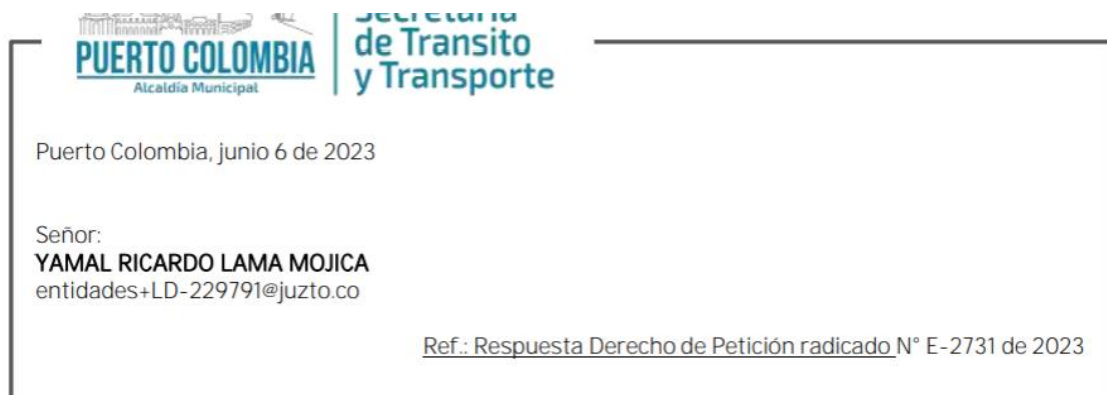 Secretaría
de Transito
y Transporte
PUERTO COLOMBIA
Alcaldía Municipal
Puerto Colombia, junio 6 de 2023
Señor:
YAMAL RICARDO LAMA MOJICA
entidades+LD-229791@juzto.co
Ref.: Respuesta Derecho de Petición radicado N° E-2731 de 2023